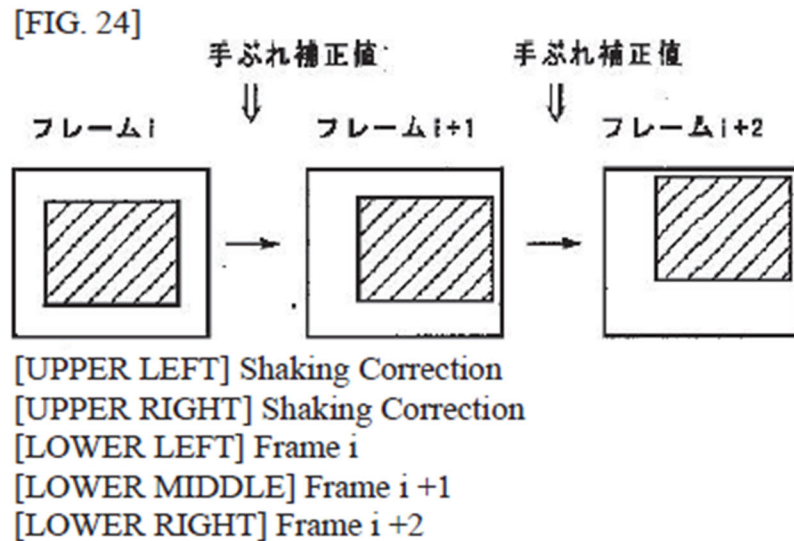 [FIG. 24]
手ぶれ補正値 手ぶれ補正値
フレームi フレームi+1 フレームi+2
[UPPER LEFT] Shaking Correction
[UPPER RIGHT] Shaking Correction
[LOWER LEFT] Frame i
[LOWER MIDDLE] Frame i +1
[LOWER RIGHT] Frame i +2